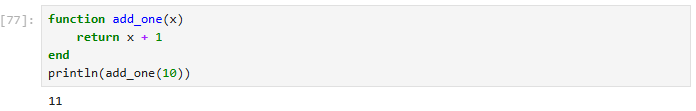 [77]: function add_one(x)
    return x + 1
end
println(add_one(10))
11